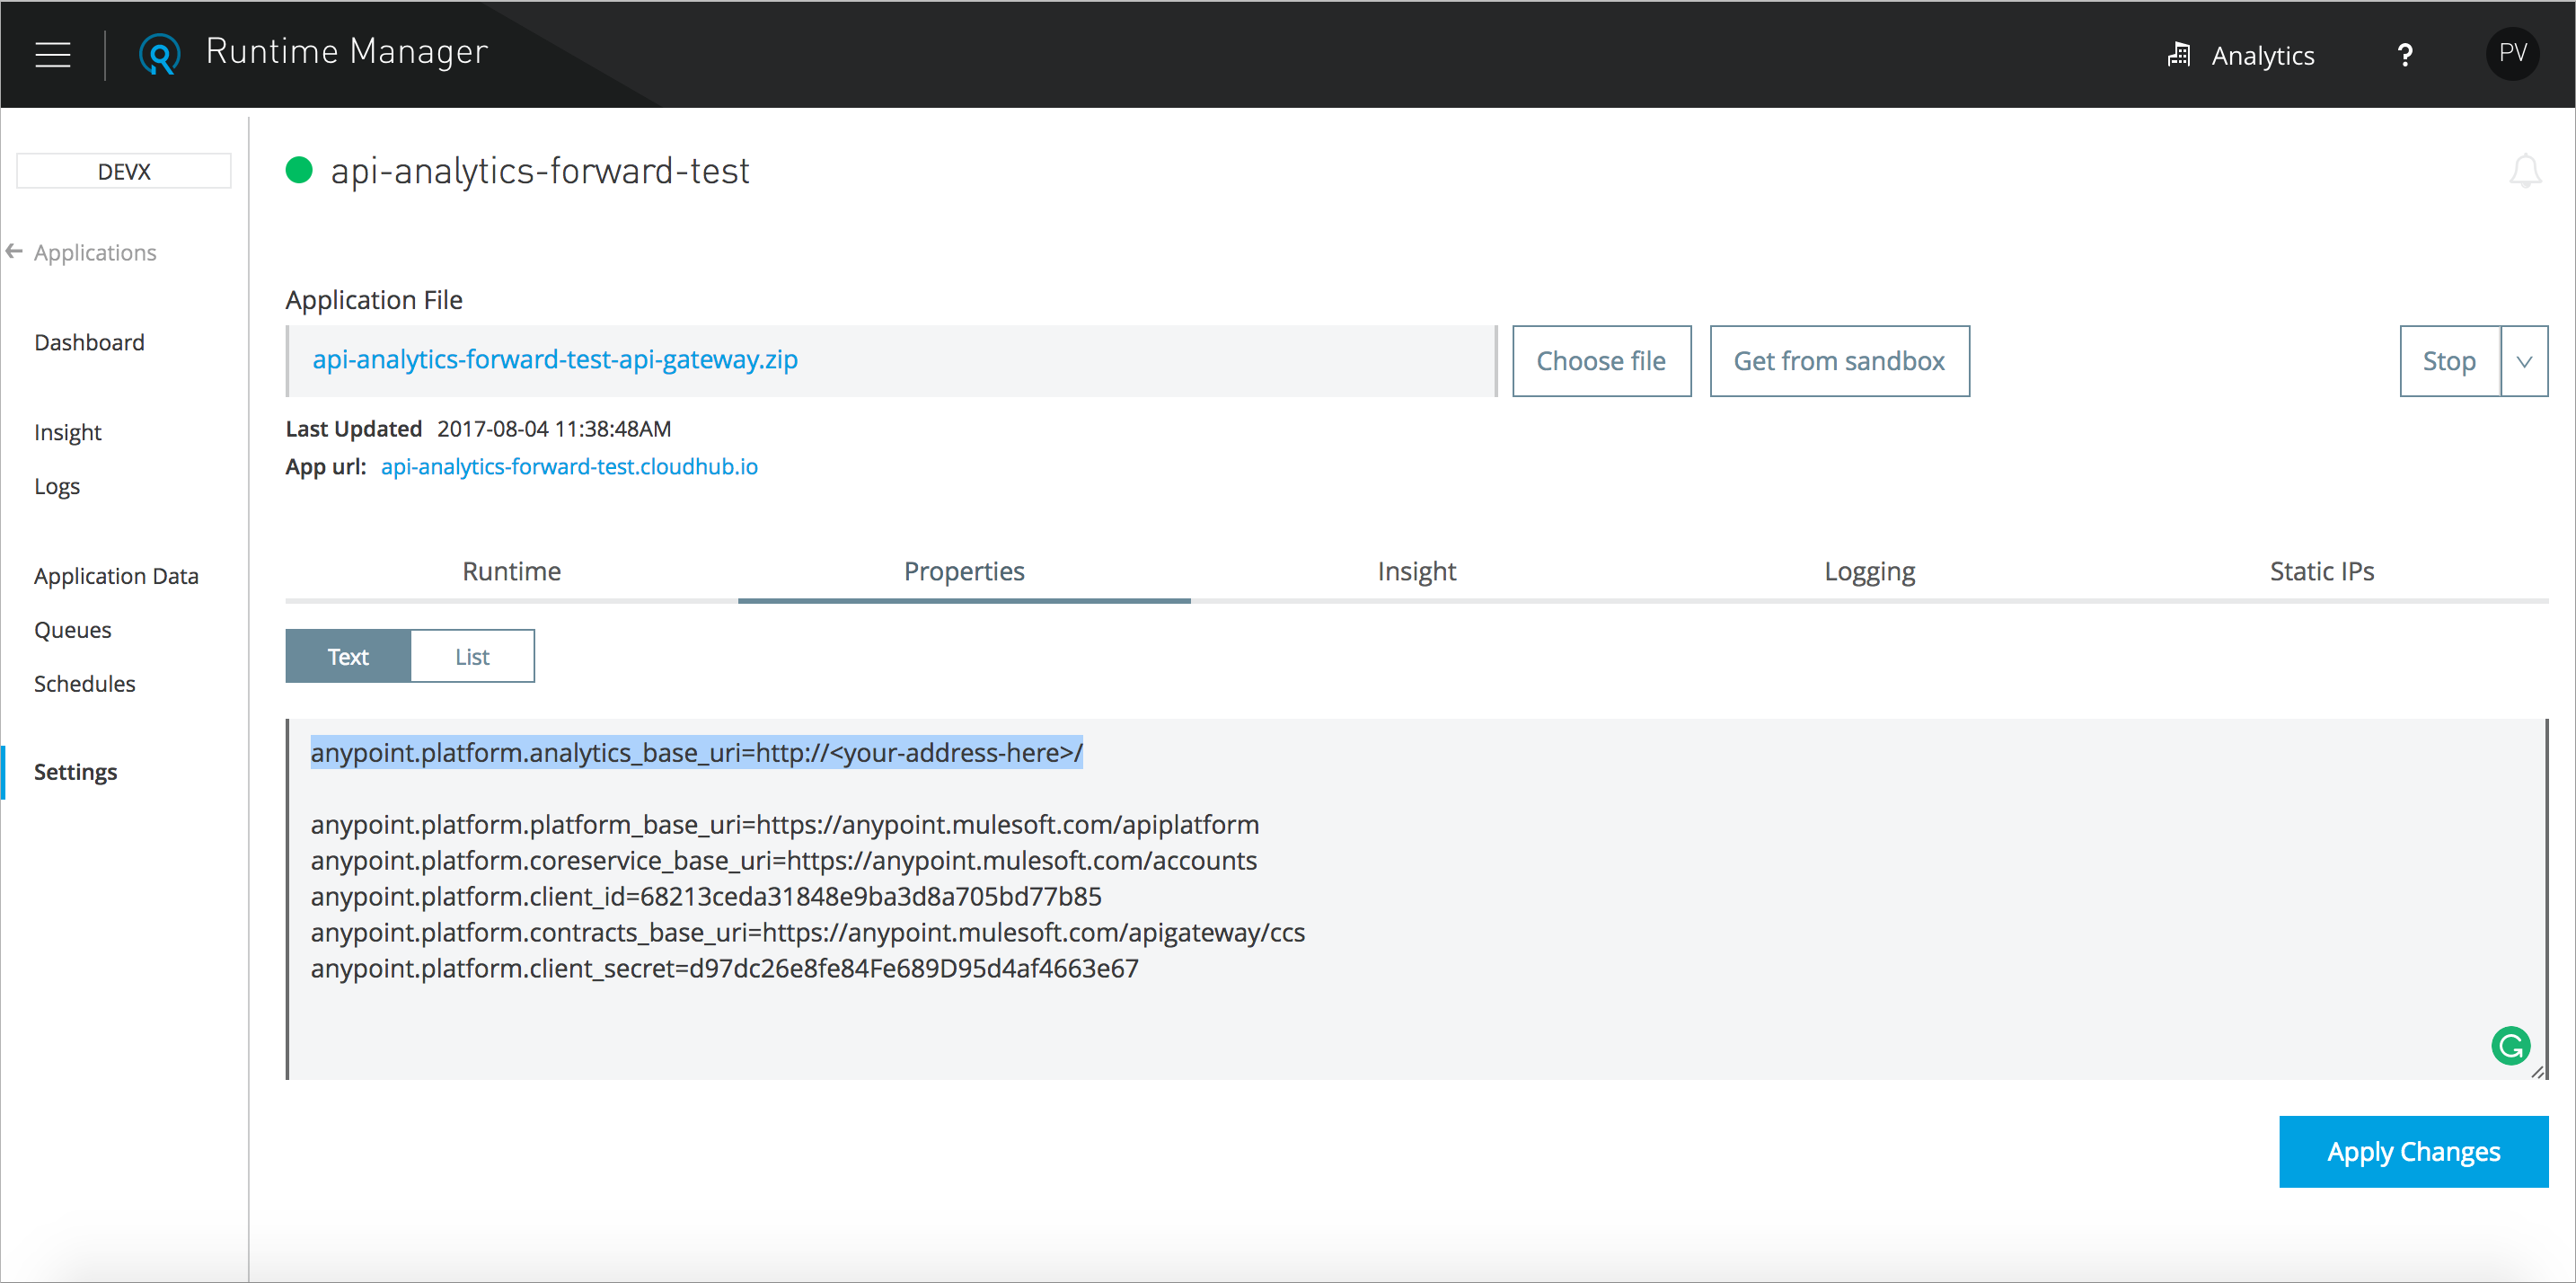 Runtime Manager
Analytics
?
PV
DEVX
Applications
Dashboard
Insight
Logs
Application Data
Queues
Schedules
Settings
api-analytics-forward-test
Application File
api-analytics-forward-test-api-gateway.zip
Choose file
Get from sandbox
Stop
Last Updated 2017-08-04 11:38:48AM
App url: api-analytics-forward-test.cloudhub.io
Runtime
Properties
Insight
Logging
Static IPs
Text
List
anypoint.platform.analytics_base_uri=http://<your-address-here>/
anypoint.platform.platform_base_uri=https://anypoint.mulesoft.com/apiplatform
anypoint.platform.coreservice_base_uri=https://anypoint.mulesoft.com/accounts
anypoint.platform.client_id=68213ceda31848e9ba3d8a705bd77b85
anypoint.platform.contracts_base_uri=https://anypoint.mulesoft.com/apigateway/ccs
anypoint.platform.client_secret=d97dc26e8fe84Fe689D95d4af4663e67
Apply Changes